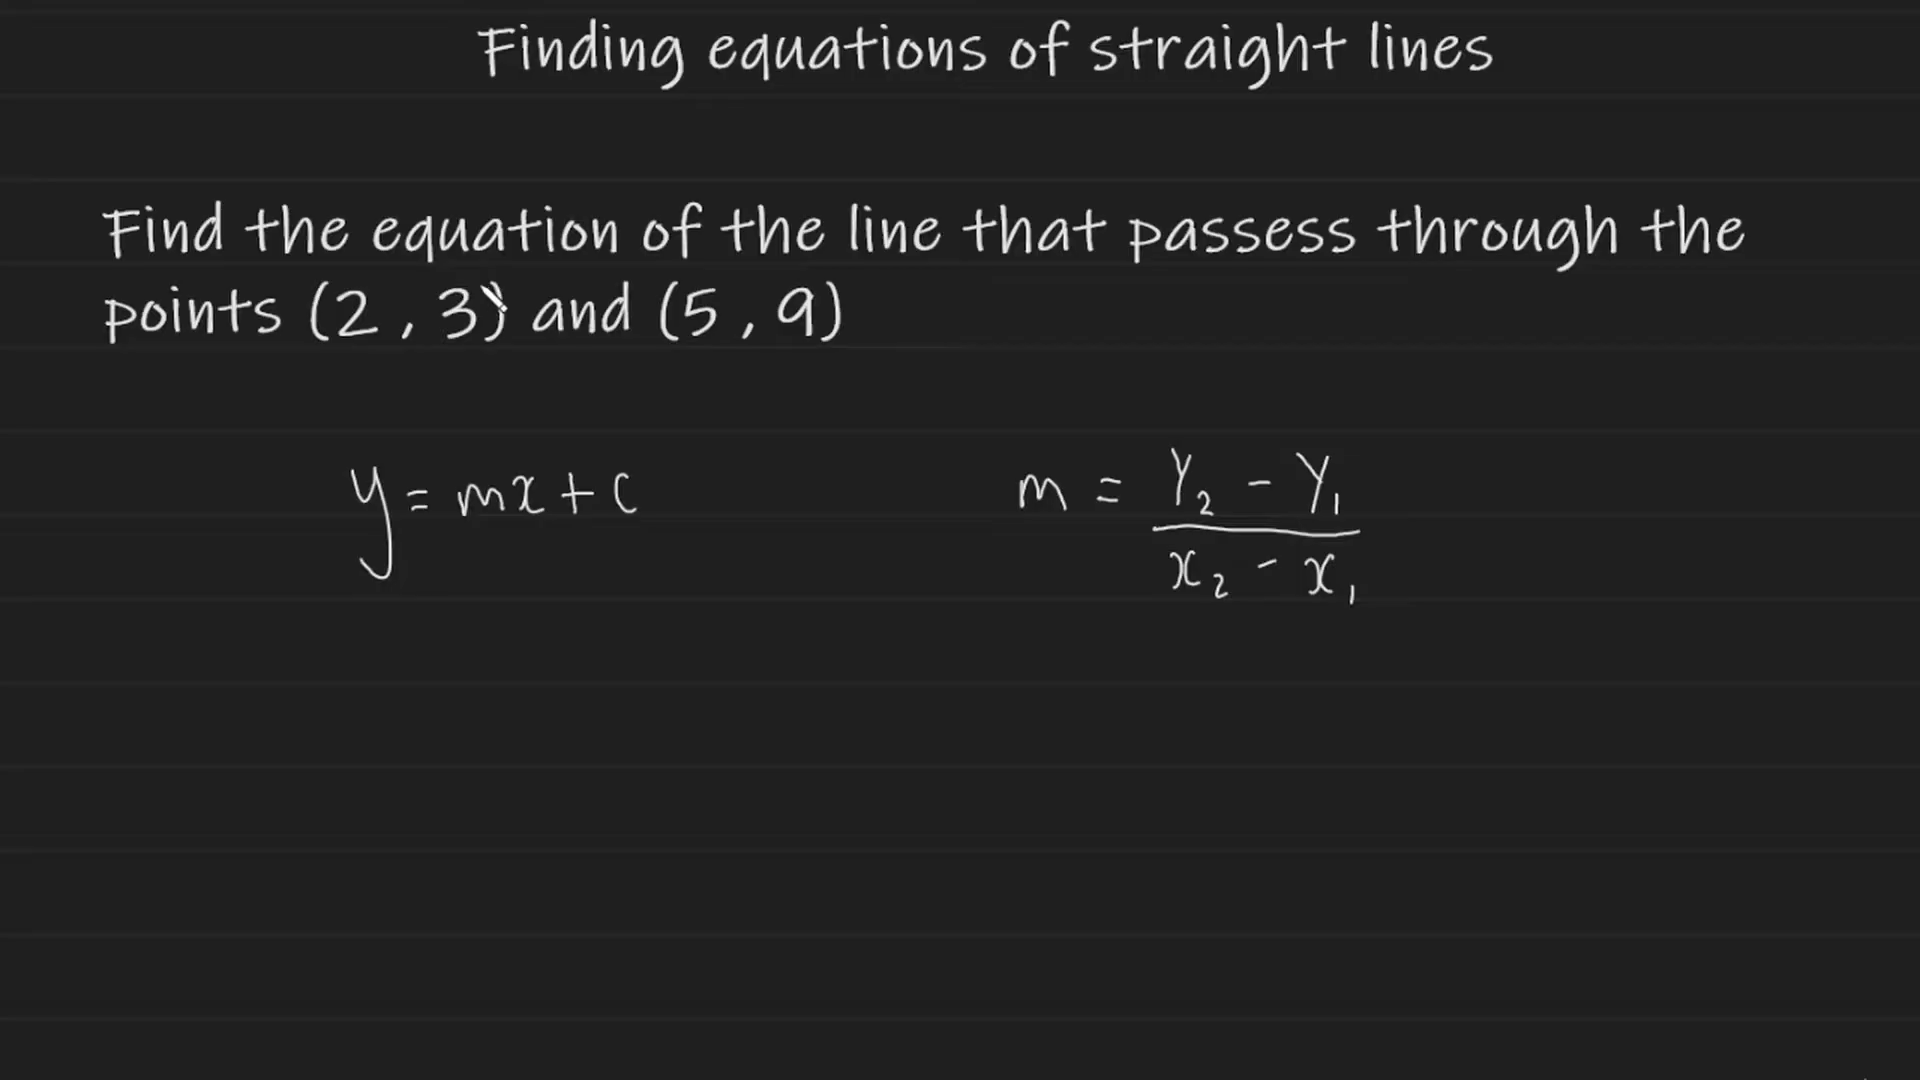 Finding equations of straight lines
Find the equation of the line that passess through the
points (2 , 3) and (5 , 9)
y = mx + c
m = Y₂ - Y₁
x₂ - x₁